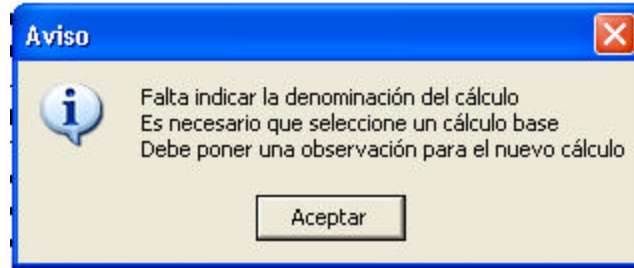 Aviso
Falta indicar la denominación del cálculo
Es necesario que seleccione un cálculo base
Debe poner una observación para el nuevo cálculo
Aceptar